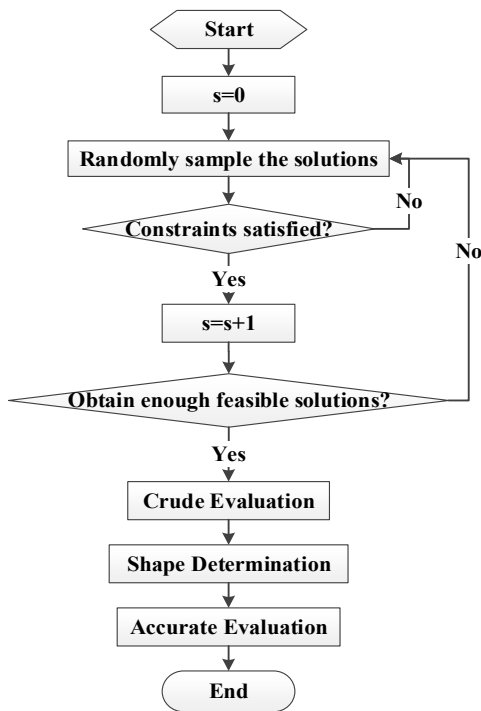 Start
s=0
Randomly sample the solutions
No
Constraints satisfied?
No
Yes
s=s+1
Obtain enough feasible solutions?
Yes
Crude Evaluation
Shape Determination
Accurate Evaluation
End